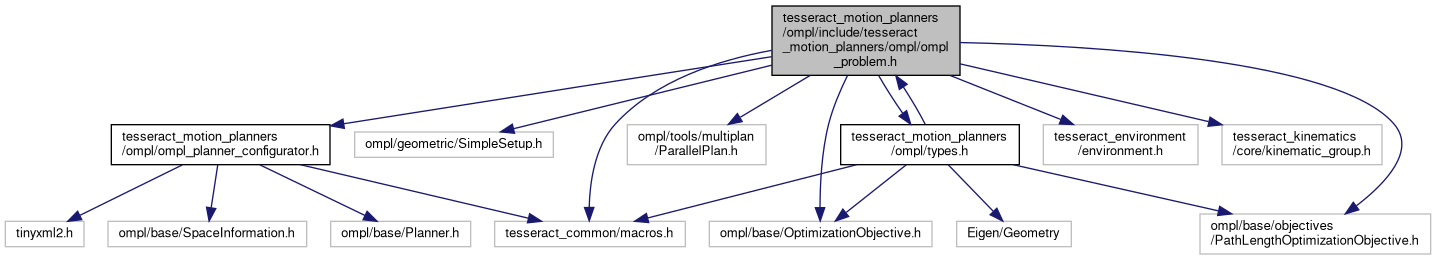 tesseract_motion_planners
/ompl/include/tesseract
_motion_planners/ompl/ompl
_problem.h
tesseract_motion_planners
/ompl/ompl_planner_configurator.h
ompl/geometric/SimpleSetup.h
ompl/tools/multiplan
/ParallelPlan.h
tesseract_motion_planners
/ompl/types.h
tesseract_environment
/environment.h
tesseract_kinematics
/core/kinematic_group.h
tinyxml2.h
ompl/base/SpaceInformation.h
ompl/base/Planner.h
tesseract_common/macros.h
ompl/base/OptimizationObjective.h
Eigen/Geometry
ompl/base/objectives
/PathLengthOptimizationObjective.h